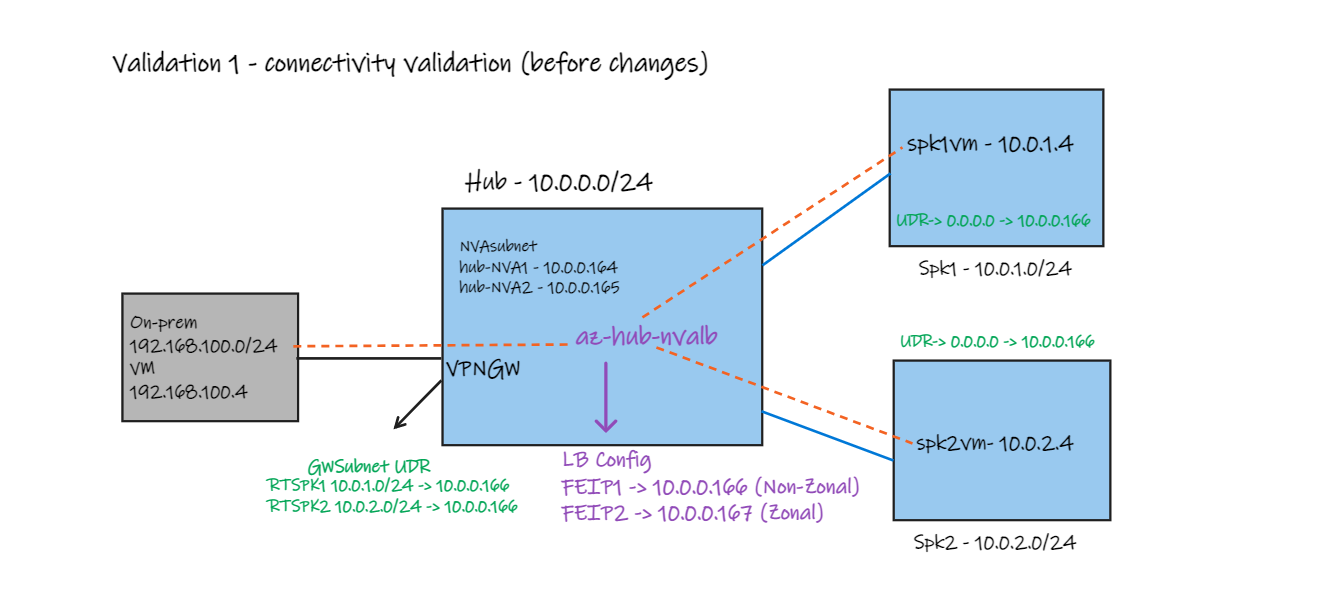 Validation 1 - connectivity validation (before changes)
spk1vm - 10.0.1.4
UDR-> 0.0.0.0 -> 10.0.0.166
Spk1 - 10.0.1.0/24
Hub - 10.0.0.0/24
NVAsubnet
hub-NVA1 - 10.0.0.164
hub-NVA2 - 10.0.0.165
az-hub-nvalb
VPNGW
On-prem
192.168.100.0/24
VM
192.168.100.4
UDR-> 0.0.0.0 -> 10.0.0.166
spk2vm- 10.0.2.4
Spk2 - 10.0.2.0/24
GWSubnet UDR
RTSPK1 10.0.1.0/24 -> 10.0.0.166
RTSPK2 10.0.2.0/24 -> 10.0.0.166
LB Config
FEIP1 -> 10.0.0.166 (Non-Zonal)
FEIP2 -> 10.0.0.167 (Zonal)